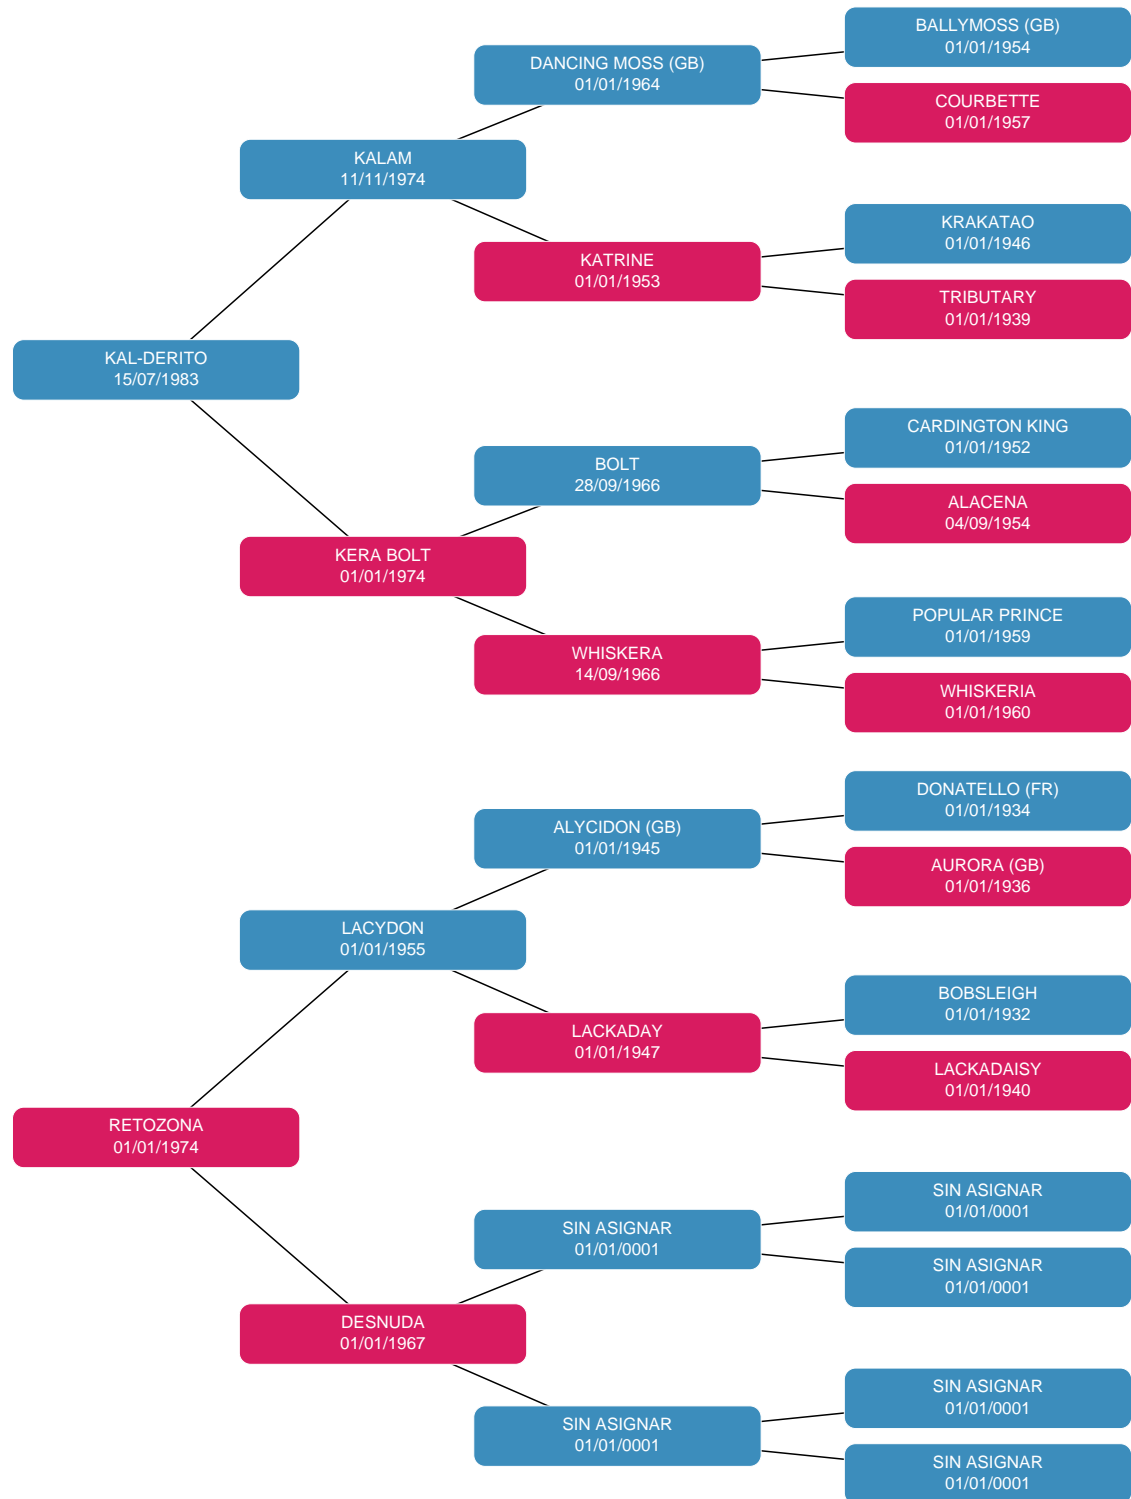 BALLYMOSS (GB)
01/01/1954
DANCING MOSS (GB)
01/01/1964
COURBETTE
01/01/1957
KALAM
11/11/1974
KRAKATAO
01/01/1946
KATRINE
01/01/1953
TRIBUTARY
01/01/1939
KAL-DERITO
15/07/1983
CARDINGTON KING
01/01/1952
BOLT
28/09/1966
ALACENA
04/09/1954
KERA BOLT
01/01/1974
POPULAR PRINCE
01/01/1959
WHISKERA
14/09/1966
WHISKERIA
01/01/1960
DONATELLO (FR)
01/01/1934
ALYCIDON (GB)
01/01/1945
AURORA (GB)
01/01/1936
LACYDON
01/01/1955
BOBSLEIGH
01/01/1932
LACKADAY
01/01/1947
LACKADAISY
01/01/1940
RETOZONA
01/01/1974
SIN ASIGNAR
01/01/0001
SIN ASIGNAR
01/01/0001
SIN ASIGNAR
01/01/0001
DESNUDA
01/01/1967
SIN ASIGNAR
01/01/0001
SIN ASIGNAR
01/01/0001
SIN ASIGNAR
01/01/0001